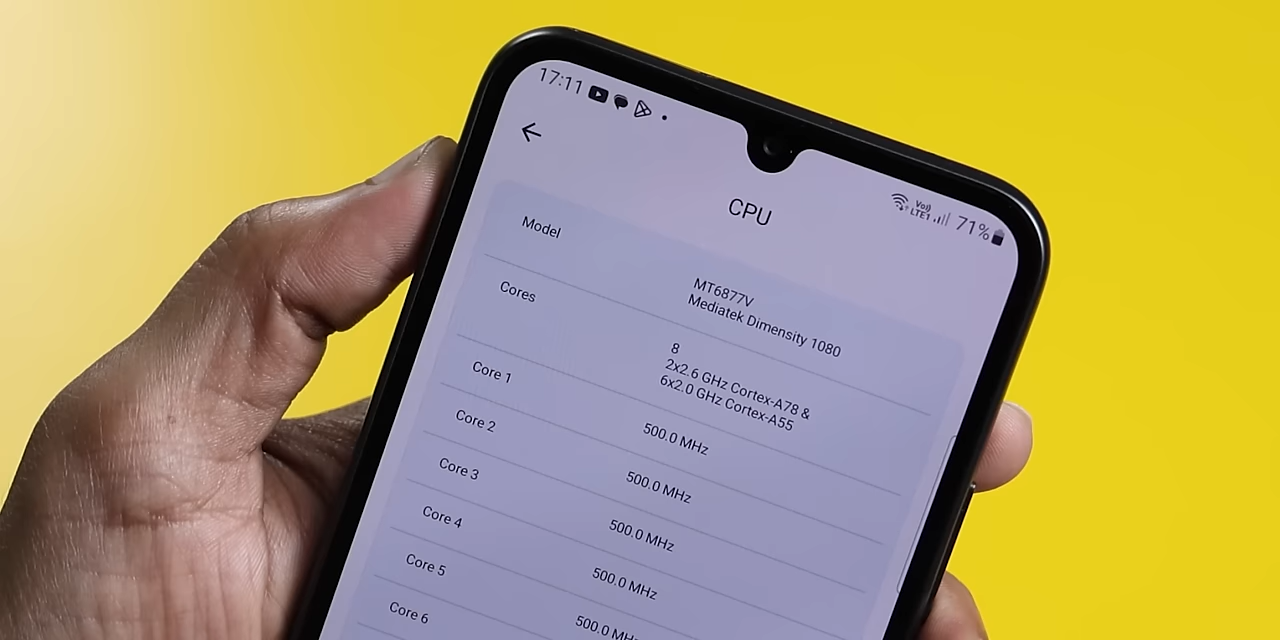 17:11
Vo))
LTE1
71%
CPU
Model
MT6877V
Mediatek Dimensity 1080
Cores
8
2x2.6 GHz Cortex-A78 &
6x2.0 GHz Cortex-A55
Core 1
500.0 MHz
Core 2
500.0 MHz
Core 3
500.0 MHz
Core 4
500.0 MHz
Core 5
500.0 MHz
Core 6